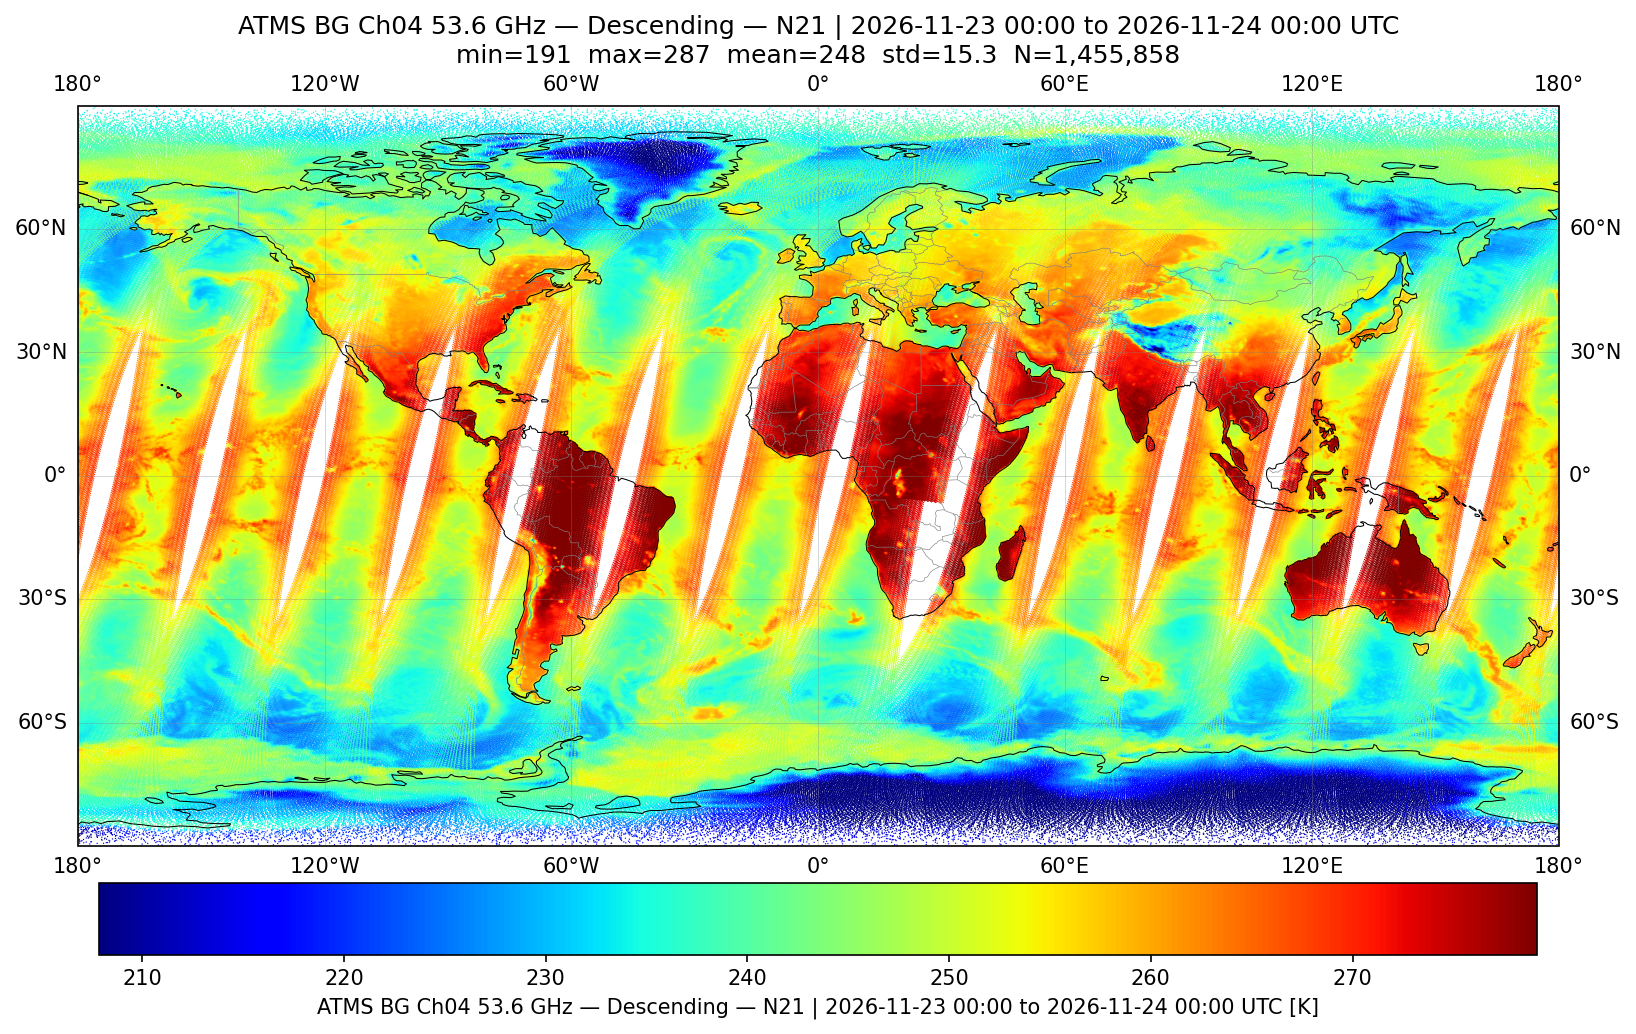 ATMS BG Ch04 53.6 GHz — Descending — N21 | 2026-11-23 00:00 to 2026-11-24 00:00 UTC
min=191  max=287  mean=248  std=15.3  N=1,455,858
180° 120°W 60°W 0° 60°E 120°E 180°
60°N 60°N
30°N 30°N
0° 0°
30°S 30°S
60°S 60°S
180° 120°W 60°W 0° 60°E 120°E 180°
210 220 230 240 250 260 270
ATMS BG Ch04 53.6 GHz — Descending — N21 | 2026-11-23 00:00 to 2026-11-24 00:00 UTC [K]